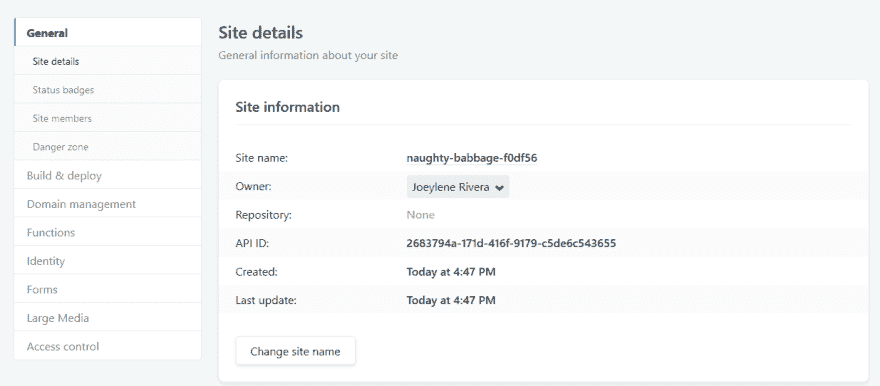 General
Site details
Status badges
Site members
Danger zone
Build & deploy
Domain management
Functions
Identity
Forms
Large Media
Access control
Site details
General information about your site
Site information
Site name: naughty-babbage-f0df56
Owner: Joeylene Rivera
Repository: None
API ID: 2683794a-171d-416f-9179-c5de6c543655
Created: Today at 4:47 PM
Last update: Today at 4:47 PM
Change site name